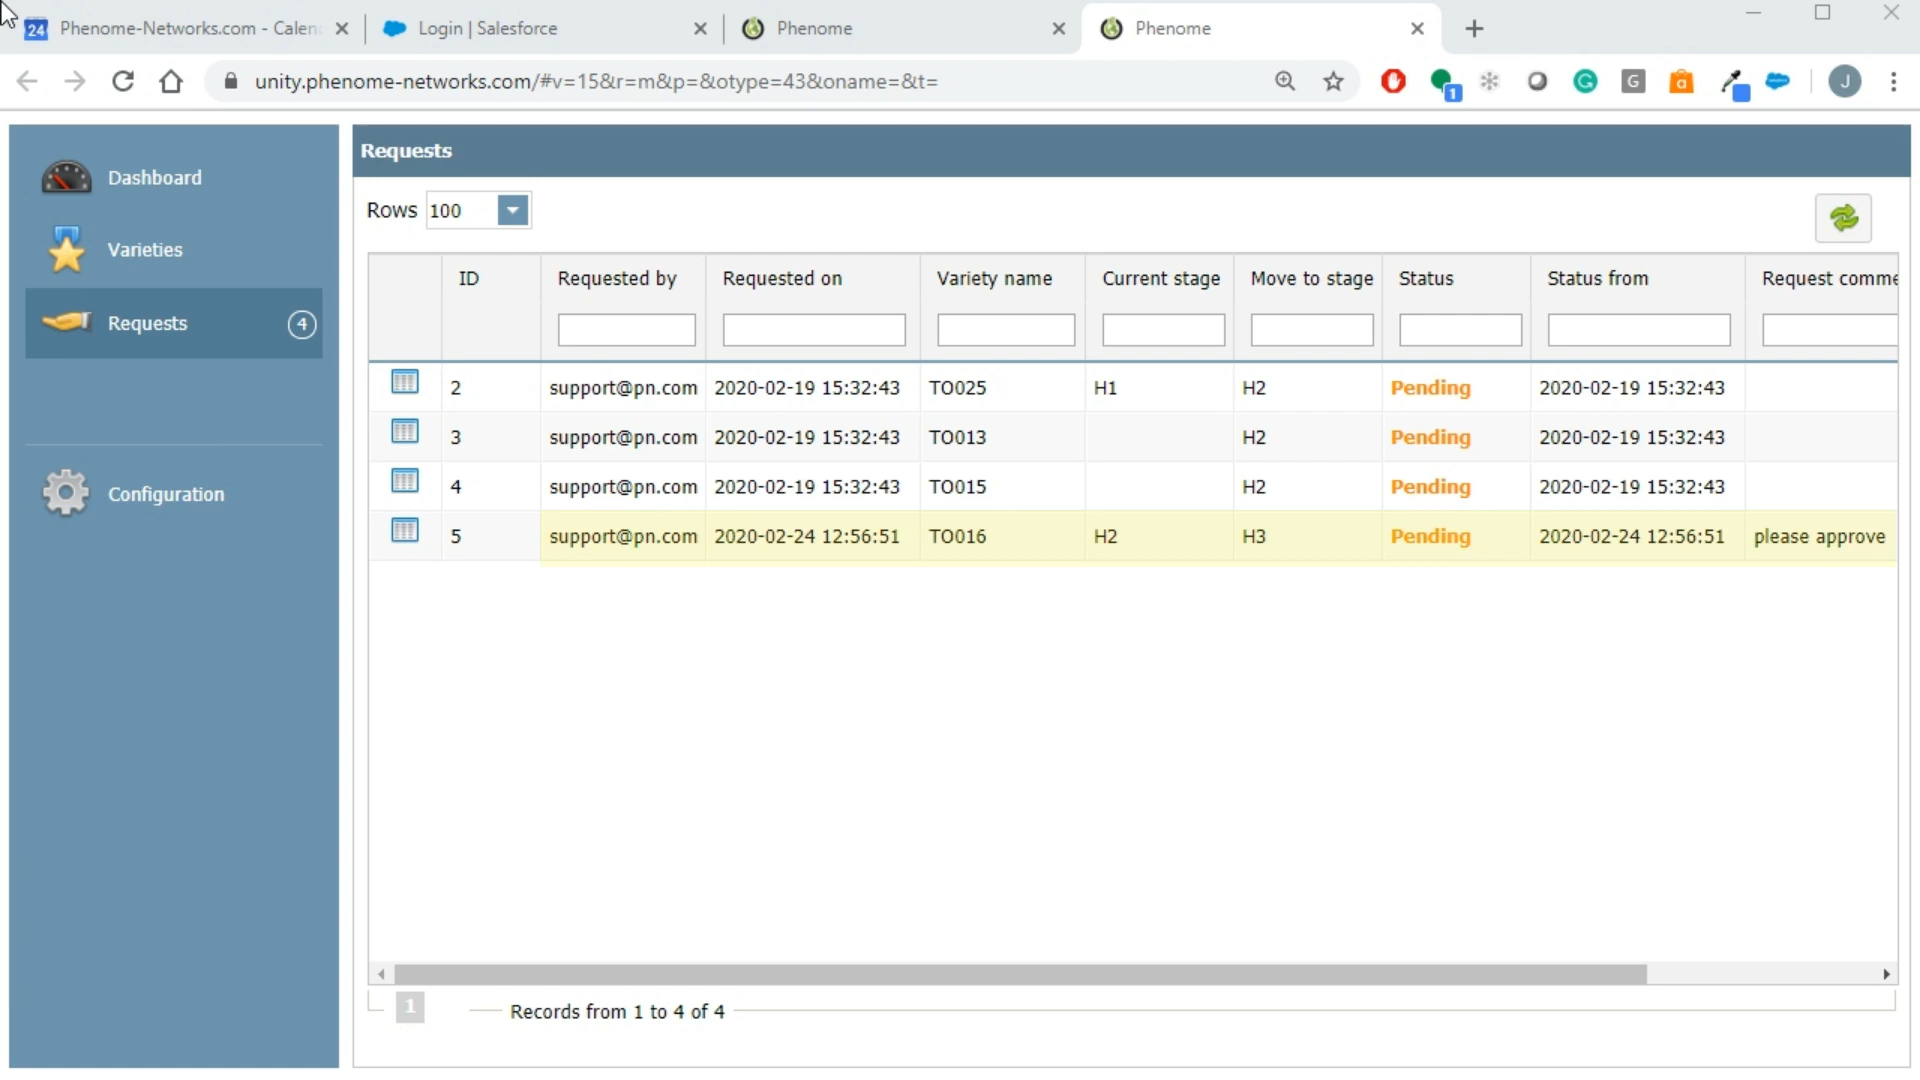 24 Phenome-Networks.com - Calen Login | Salesforce Phenome Phenome
unity.phenome-networks.com/#v=15&r=m&p=&otype=43&oname=&t= 1 G G a J
Dashboard
Varieties
Requests 4
Configuration
Requests
Rows 100
ID Requested by Requested on Variety name Current stage Move to stage Status Status from Request comme
2 support@pn.com 2020-02-19 15:32:43 TO025 H1 H2 Pending 2020-02-19 15:32:43
3 support@pn.com 2020-02-19 15:32:43 TO013 H2 Pending 2020-02-19 15:32:43
4 support@pn.com 2020-02-19 15:32:43 TO015 H2 Pending 2020-02-19 15:32:43
5 support@pn.com 2020-02-24 12:56:51 TO016 H2 H3 Pending 2020-02-24 12:56:51 please approve
1 Records from 1 to 4 of 4